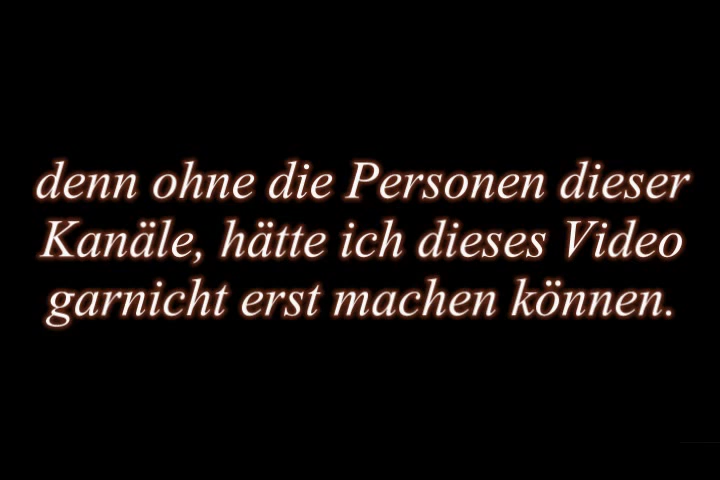 denn ohne die Personen dieser
Kanäle, hätte ich dieses Video
garnicht erst machen können.